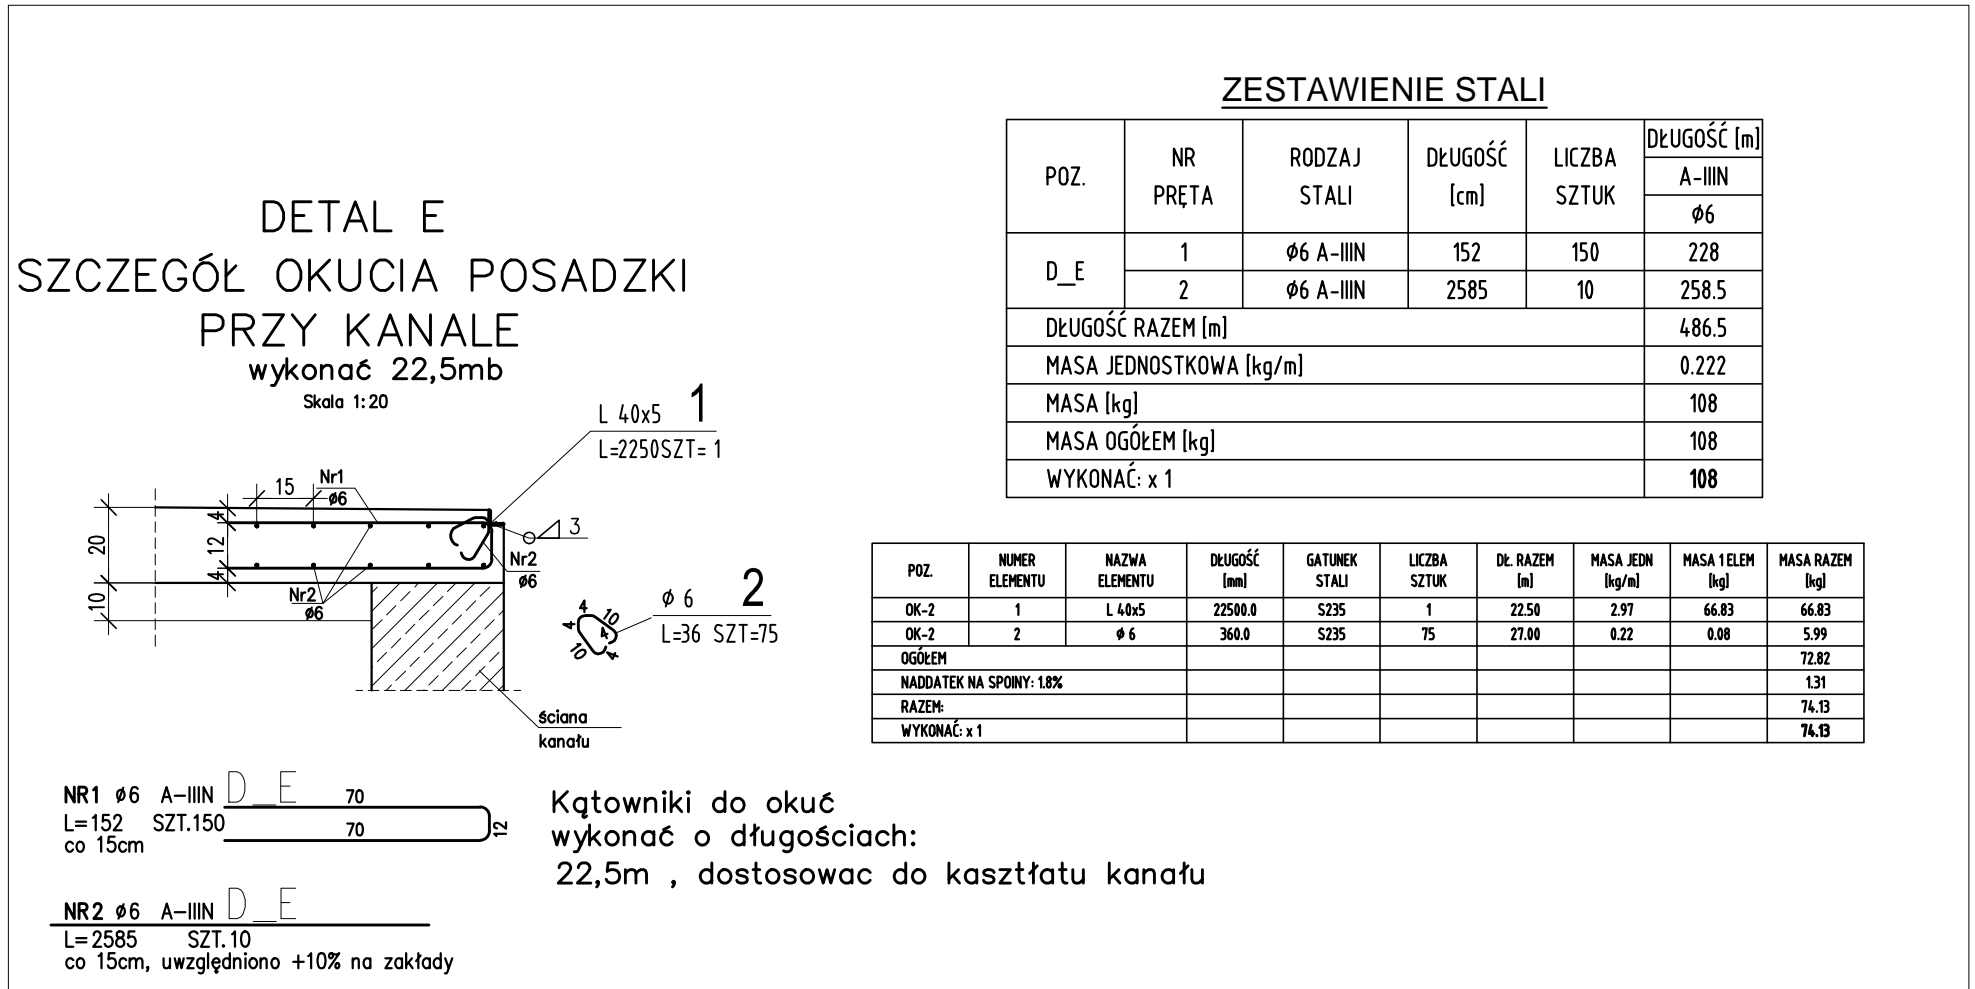 DETAL E
SZCZEGÓŁ OKUCIA POSADZKI
PRZY KANALE
wykonać 22,5mb
Skala 1:20
L 40x5 1
L=2250SZT= 1
15
Nr1
ø6
4
12
4
20
10
3
Nr2
ø6
Nr2
ø6
4
10
4
4
10
4
ø 6 2
L=36 SZT=75
ściana
kanału
NR1 ø6 A-IIIN D_E 70
L=152 SZT.150 70 12
co 15cm
NR2 ø6 A-IIIN D_E
L=2585 SZT.10
co 15cm, uwzględniono +10% na zakłady
Kątowniki do okuć
wykonać o długościach:
22,5m , dostosowac do kasztłatu kanału
ZESTAWIENIE STALI
POZ. NR PRĘTA RODZAJ STALI DŁUGOŚĆ [cm] LICZBA SZTUK DŁUGOŚĆ [m]
A-IIIN
ø6
D_E 1 ø6 A-IIIN 152 150 228
2 ø6 A-IIIN 2585 10 258.5
DŁUGOŚĆ RAZEM [m] 486.5
MASA JEDNOSTKOWA [kg/m] 0.222
MASA [kg] 108
MASA OGÓŁEM [kg] 108
WYKONAĆ: x 1 108
POZ. NUMER ELEMENTU NAZWA ELEMENTU DŁUGOŚĆ [mm] GATUNEK STALI LICZBA SZTUK DŁ. RAZEM [m] MASA JEDN [kg/m] MASA 1 ELEM [kg] MASA RAZEM [kg]
OK-2 1 L 40x5 22500.0 S235 1 22.50 2.97 66.83 66.83
OK-2 2 ø 6 360.0 S235 75 27.00 0.22 0.08 5.99
OGÓŁEM 72.82
NADDATEK NA SPOINY: 1.8% 1.31
RAZEM: 74.13
WYKONAĆ: x 1 74.13